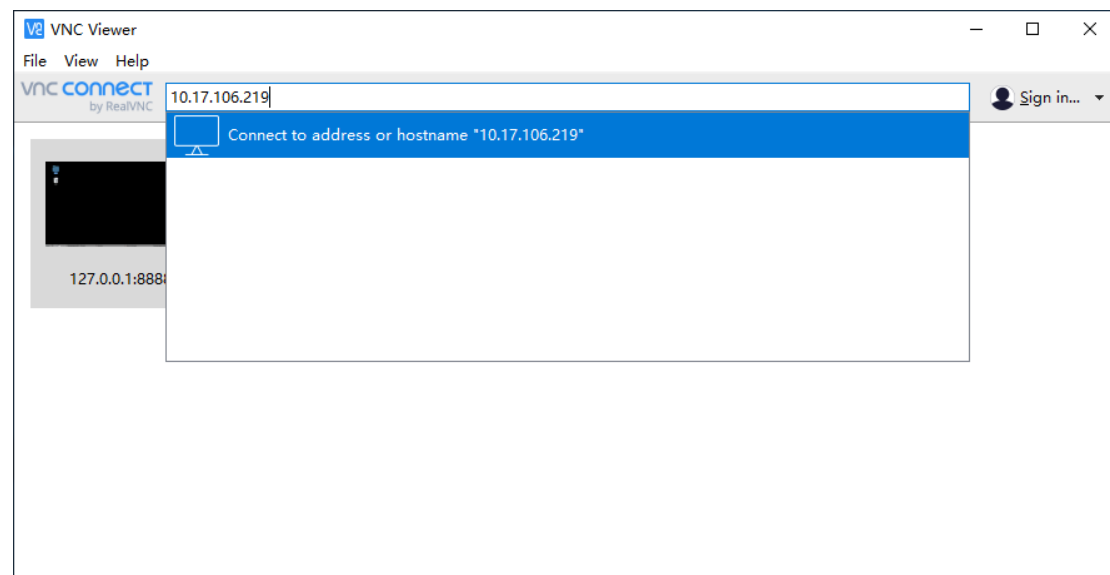 VNC Viewer
File View Help
vnc connect
by RealVNC
10.17.106.219
Sign in...
Connect to address or hostname "10.17.106.219"
127.0.0.1:888